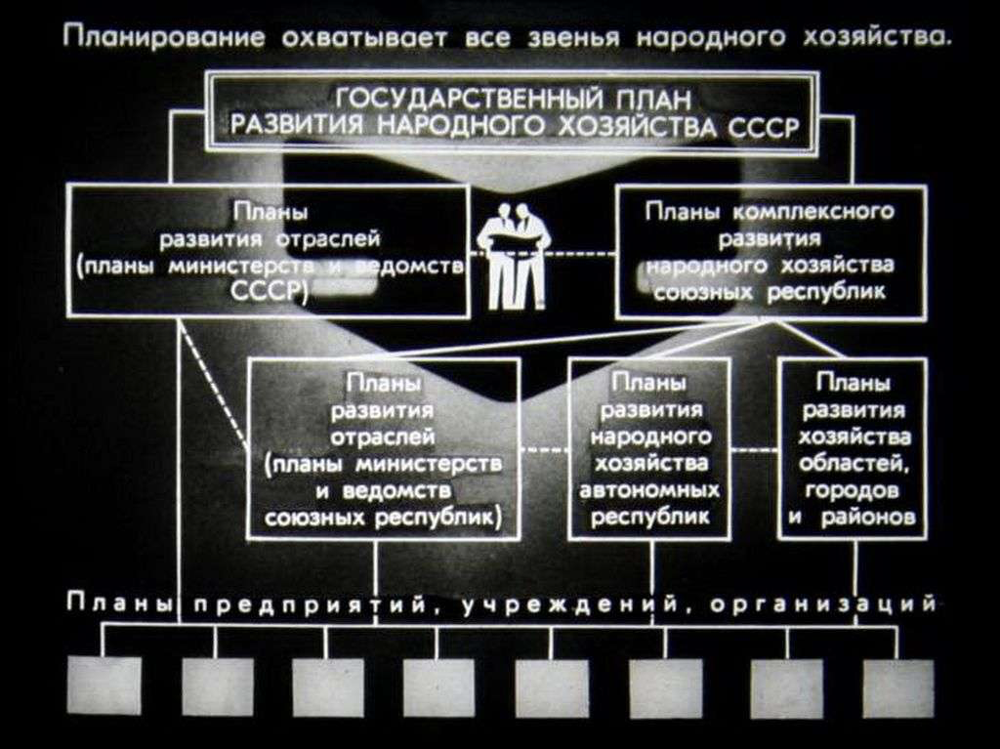 Планирование охватывает все звенья народного хозяйства.
ГОСУДАРСТВЕННЫЙ ПЛАН
РАЗВИТИЯ НАРОДНОГО ХОЗЯЙСТВА СССР
Планы
развития отраслей
(планы министерств и ведомств
СССР)
Планы комплексного
развития
народного хозяйства
союзных республик
Планы
развития
отраслей
(планы министерств
и ведомств
союзных республик)
Планы
развития
народного
хозяйства
автономных
республик
Планы
развития
хозяйства
областей,
городов
и районов
Планы предприятий, учреждений, организаций